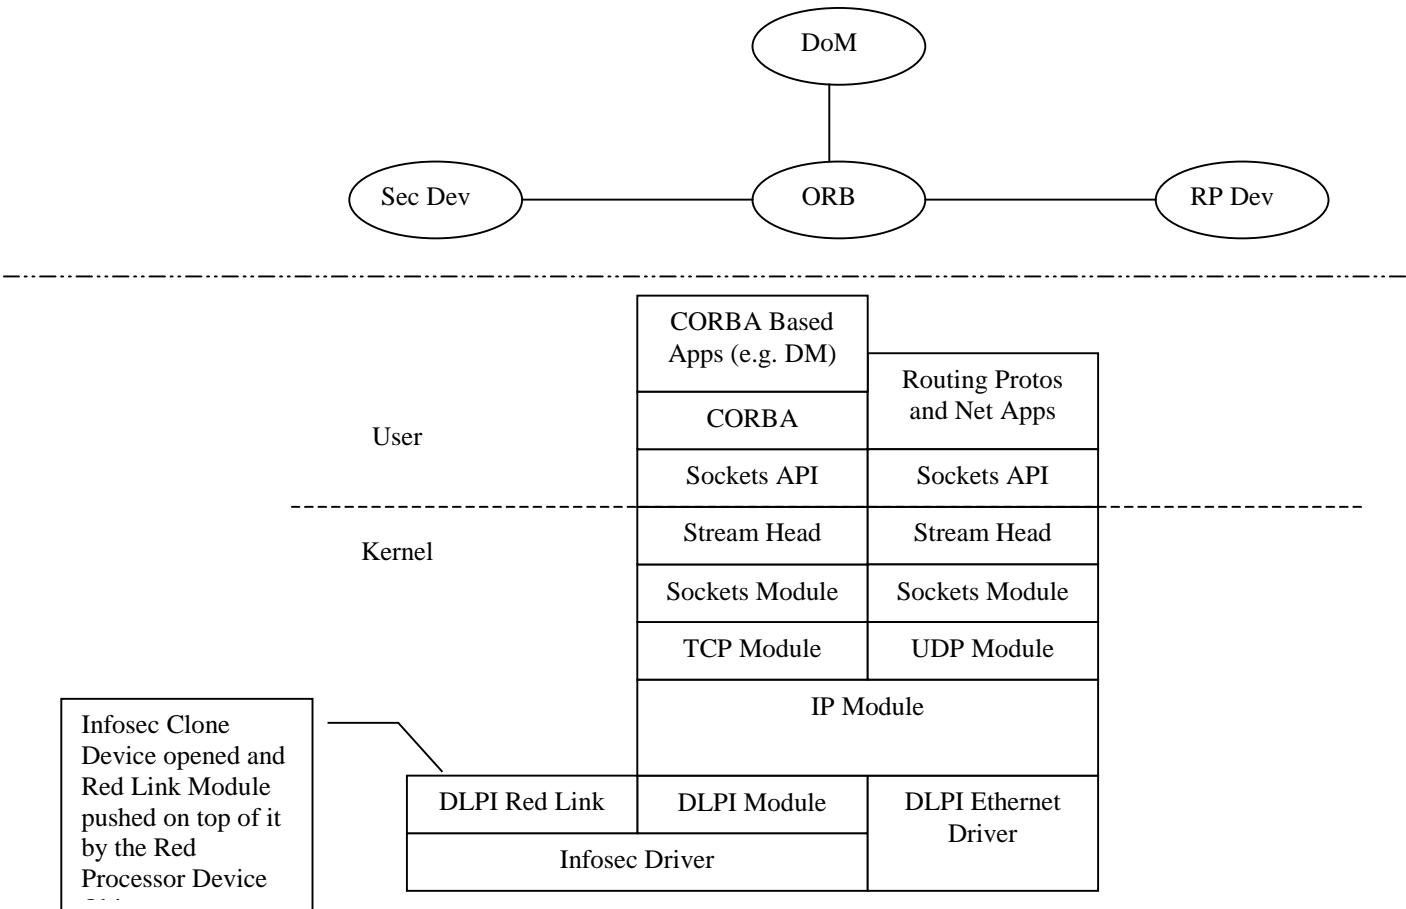 DoM
Sec Dev
ORB
RP Dev
CORBA Based
Apps (e.g. DM)
Routing Protos
and Net Apps
CORBA
User
Sockets API
Sockets API
Stream Head
Stream Head
Kernel
Sockets Module
Sockets Module
TCP Module
UDP Module
IP Module
Infosec Clone
Device opened and
Red Link Module
pushed on top of it
by the Red
Processor Device
DLPI Red Link
DLPI Module
DLPI Ethernet
Driver
Infosec Driver